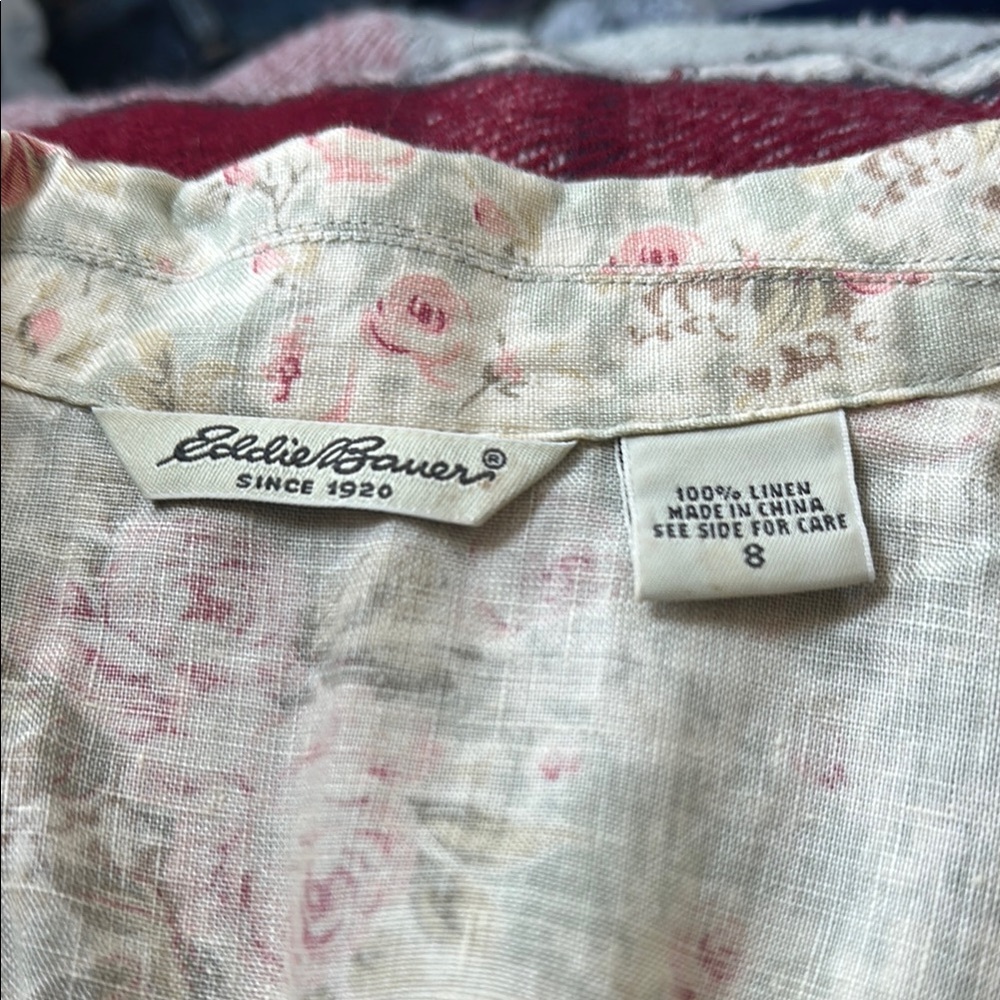 Eddie Bauer®
SINCE 1920
100% LINEN
MADE IN CHINA
SEE SIDE FOR CARE
8